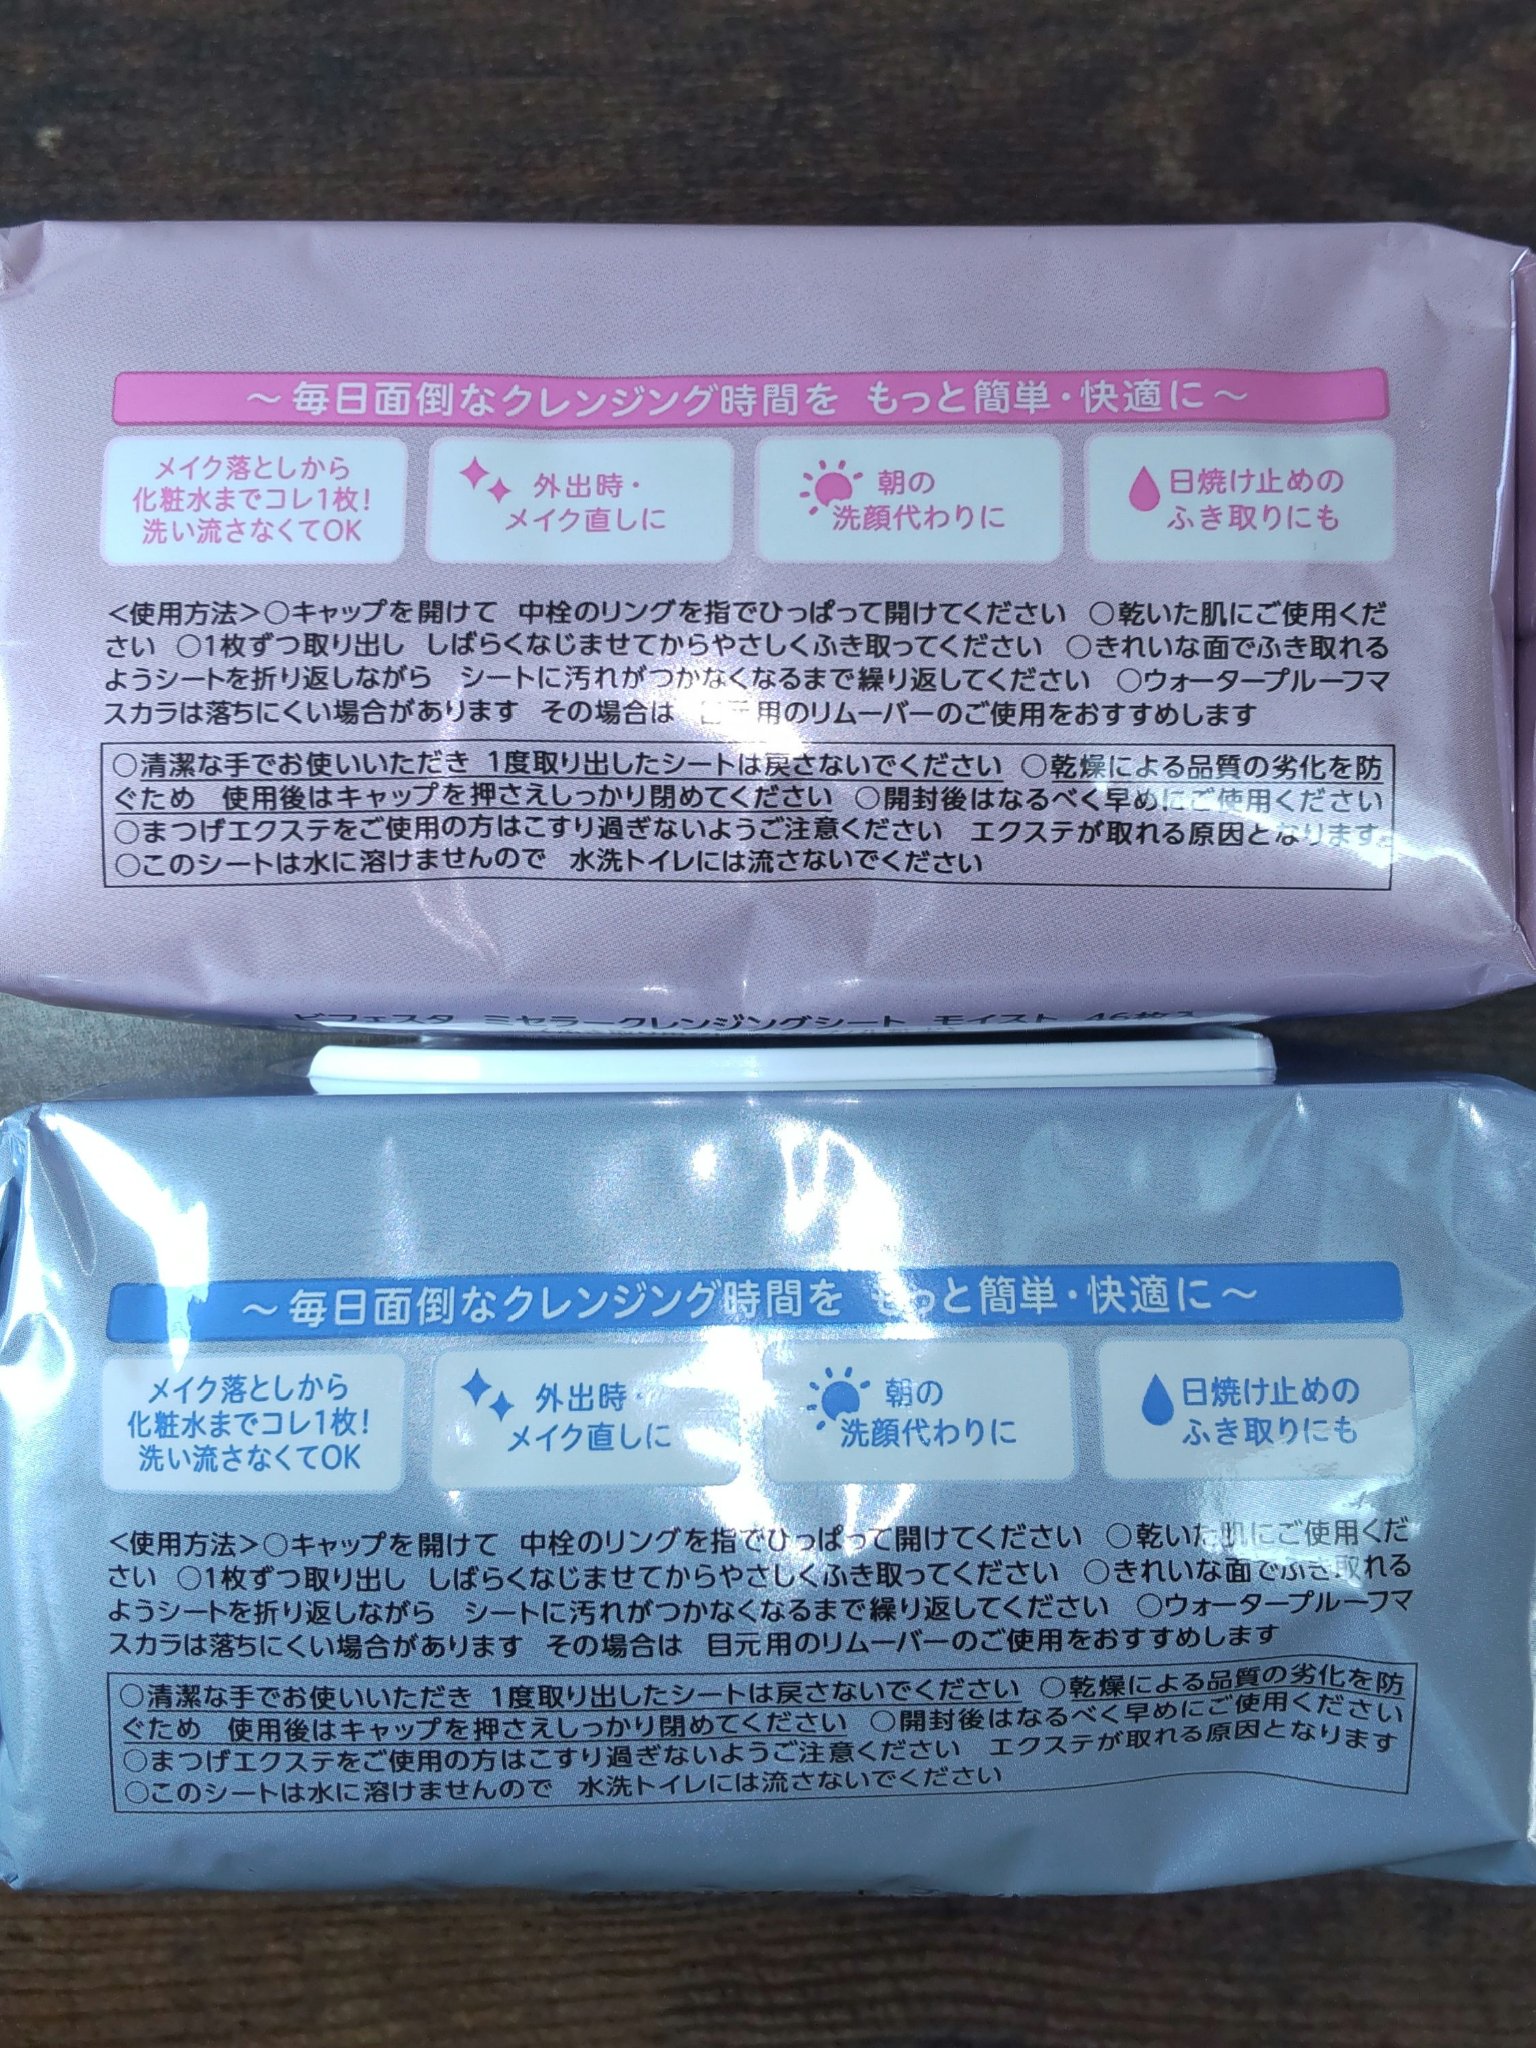 ～毎日面倒なクレンジング時間を もっと簡単・快適に～
メイク落としから
化粧水までコレ1枚!
洗い流さなくてOK
外出時・
メイク直しに
朝の
洗顔代わりに
日焼け止めの
ふき取りにも
<使用方法>○キャップを開けて 中栓のリングを指でひっぱって開けてください ○乾いた肌にご使用くだ
さい ○1枚ずつ取り出し しばらくなじませてからやさしくふき取ってください ○きれいな面でふき取れる
ようシートを折り返しながら シートに汚れがつかなくなるまで繰り返してください ○ウォータープルーフマ
スカラは落ちにくい場合があります その場合は 目元用のリムーバーのご使用をおすすめします
○清潔な手でお使いいただき 1度取り出したシートは戻さないでください ○乾燥による品質の劣化を防
ぐため 使用後はキャップを押さえしっかり閉めてください ○開封後はなるべく早めにご使用ください
○まつげエクステをご使用の方はこすり過ぎないようご注意ください エクステが取れる原因となります。
○このシートは水に溶けませんので 水洗トイレには流さないでください
ビフェスタ ミセラークレンジングシート モイスト 46枚入
～毎日面倒なクレンジング時間を もっと簡単・快適に～
メイク落としから
化粧水までコレ1枚!
洗い流さなくてOK
外出時・
メイク直しに
朝の
洗顔代わりに
日焼け止めの
ふき取りにも
<使用方法>○キャップを開けて 中栓のリングを指でひっぱって開けてください ○乾いた肌にご使用くだ
さい ○1枚ずつ取り出し しばらくなじませてからやさしくふき取ってください ○きれいな面でふき取れる
ようシートを折り返しながら シートに汚れがつかなくなるまで繰り返してください ○ウォータープルーフマ
スカラは落ちにくい場合があります その場合は 目元用のリムーバーのご使用をおすすめします
○清潔な手でお使いいただき 1度取り出したシートは戻さないでください ○乾燥による品質の劣化を防
ぐため 使用後はキャップを押さえしっかり閉めてください ○開封後はなるべく早めにご使用ください
○まつげエクステをご使用の方はこすり過ぎないようご注意ください エクステが取れる原因となります
○このシートは水に溶けませんので 水洗トイレには流さないでください